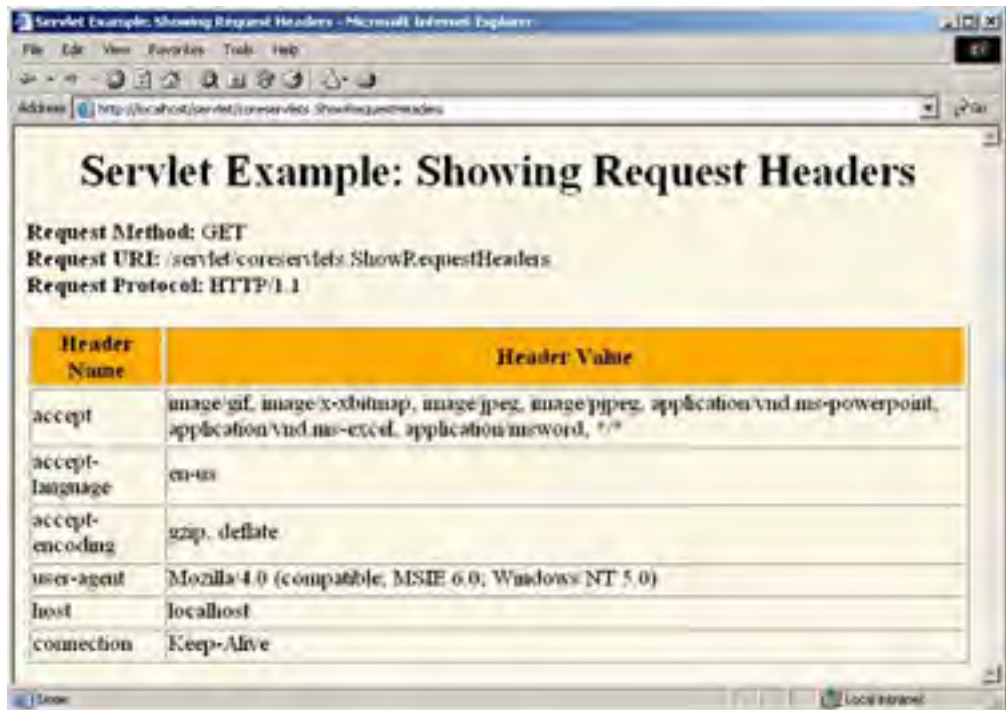 Servlet Example: Showing Request Headers - Microsoft Internet Explorer
File Edit View Favorites Tools Help
Address http://localhost/servlet/coreservlets.ShowRequestHeaders Go
Servlet Example: Showing Request Headers
Request Method: GET
Request URI: /servlet/coreservlets.ShowRequestHeaders
Request Protocol: HTTP/1.1
Header Name
Header Value
accept
image/gif, image/x-xbitmap, image/jpeg, image/pjpeg, application/vnd.ms-powerpoint,
application/vnd.ms-excel, application/msword, */*
accept-
language
en-us
accept-
encoding
gzip, deflate
user-agent
Mozilla/4.0 (compatible; MSIE 6.0; Windows NT 5.0)
host
localhost
connection
Keep-Alive
Done
Local intranet